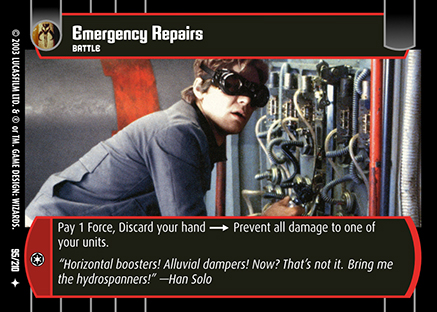 Emergency Repairs
BATTLE
Pay 1 Force, Discard your hand → Prevent all damage to one of
your units.
“Horizontal boosters! Alluvial dampers! Now? That’s not it. Bring me
the hydrospanners!” —Han Solo
© 2003 LUCASFILM LTD. & ® or TM. GAME DESIGN: WIZARDS.
95/210